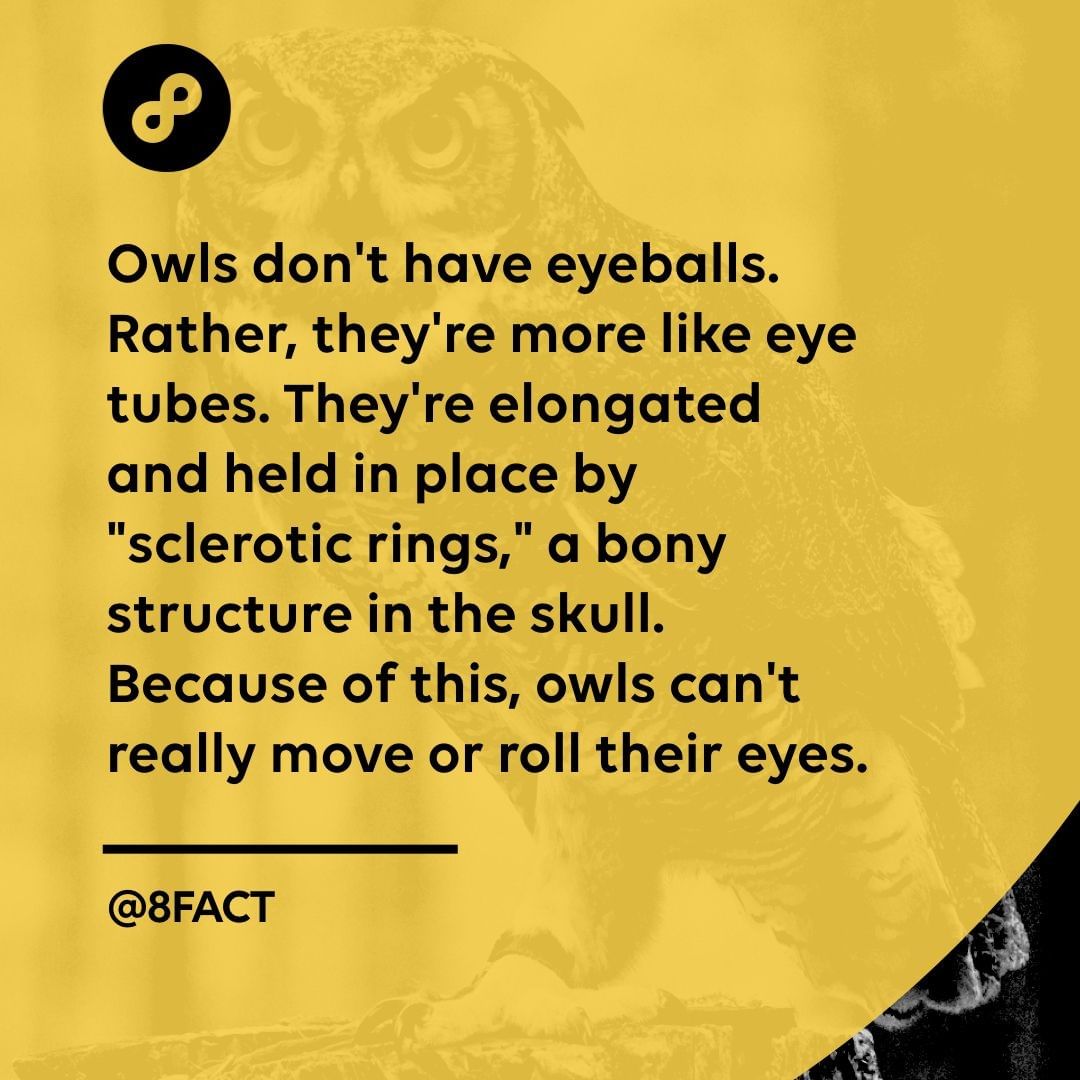 Owls don't have eyeballs.
Rather, they're more like eye
tubes. They're elongated
and held in place by
"sclerotic rings," a bony
structure in the skull.
Because of this, owls can't
really move or roll their eyes.
@8FACT